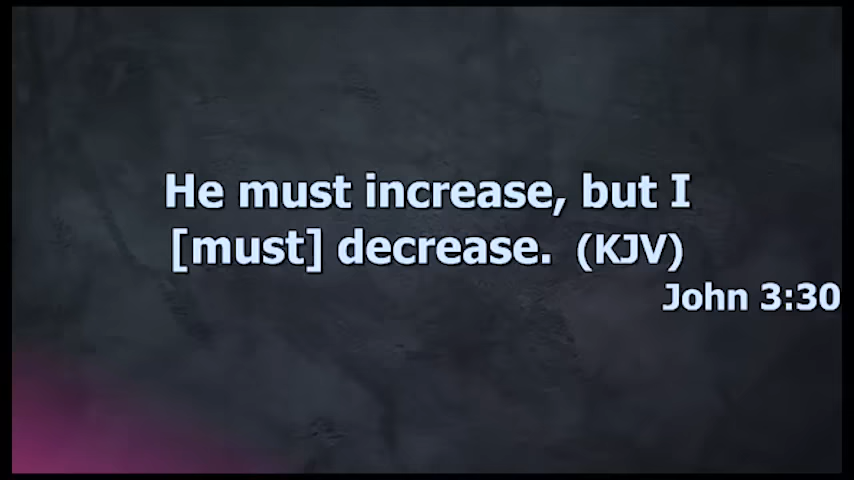 He must increase, but I
[must] decrease. (KJV)
John 3:30